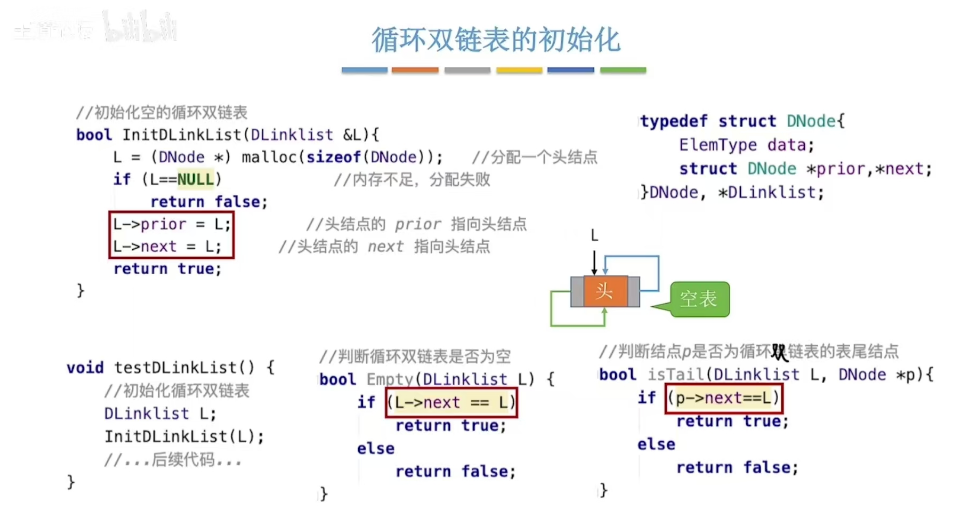 bilibili
循环双链表的初始化
//初始化空的循环双链表
bool InitDLinkList(DLinklist &L){
L = (DNode *) malloc(sizeof(DNode)); //分配一个头结点
if (L==NULL) //内存不足，分配失败
return false;
L->prior = L; //头结点的 prior 指向头结点
L->next = L; //头结点的 next 指向头结点
return true;
}
typedef struct DNode{
ElemType data;
struct DNode *prior,*next;
}DNode, *DLinklist;
L
头
空表
void testDLinkList() {
//初始化循环双链表
DLinklist L;
InitDLinkList(L);
//...后续代码...
}
//判断循环双链表是否为空
bool Empty(DLinklist L) {
if (L->next == L)
return true;
else
return false;
}
//判断结点p是否为循环双链表的表尾结点
bool isTail(DLinklist L, DNode *p){
if (p->next==L)
return true;
else
return false;
}